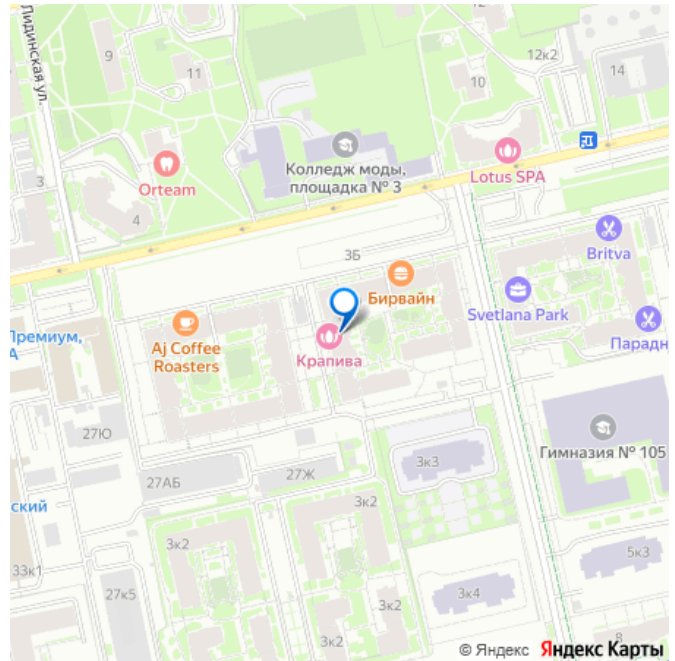 Лидинская ул.
9
11
12к2
14
10
Колледж моды,
площадка № 3
Lotus SPA
3
Orteam
4
3Б
Britva
Бирвайн
Svetlana Park
Премиум,
А
Aj Coffee
Roasters
Крапива
Парадн
27Ю
Гимназия № 105
3к3
27АБ
27Ж
3к2
ский
3к2
5к3
33к1
27к5
3к2
3к4
3к2
8
© Яндекс Яндекс Карты